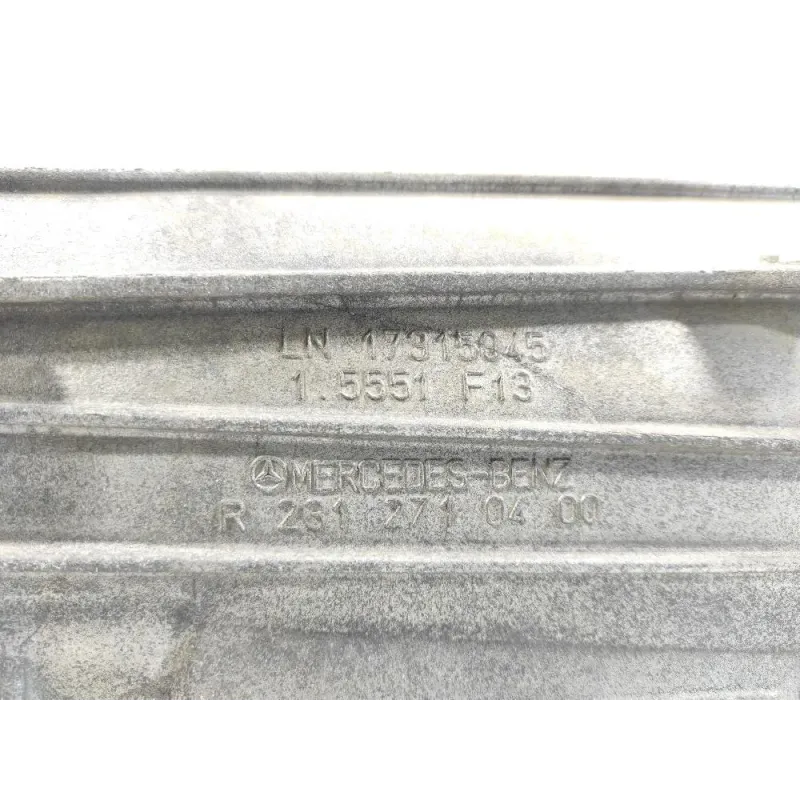 LN 17315945
1.5551 F13
MERCEDES-BENZ
R 231 271 04 00